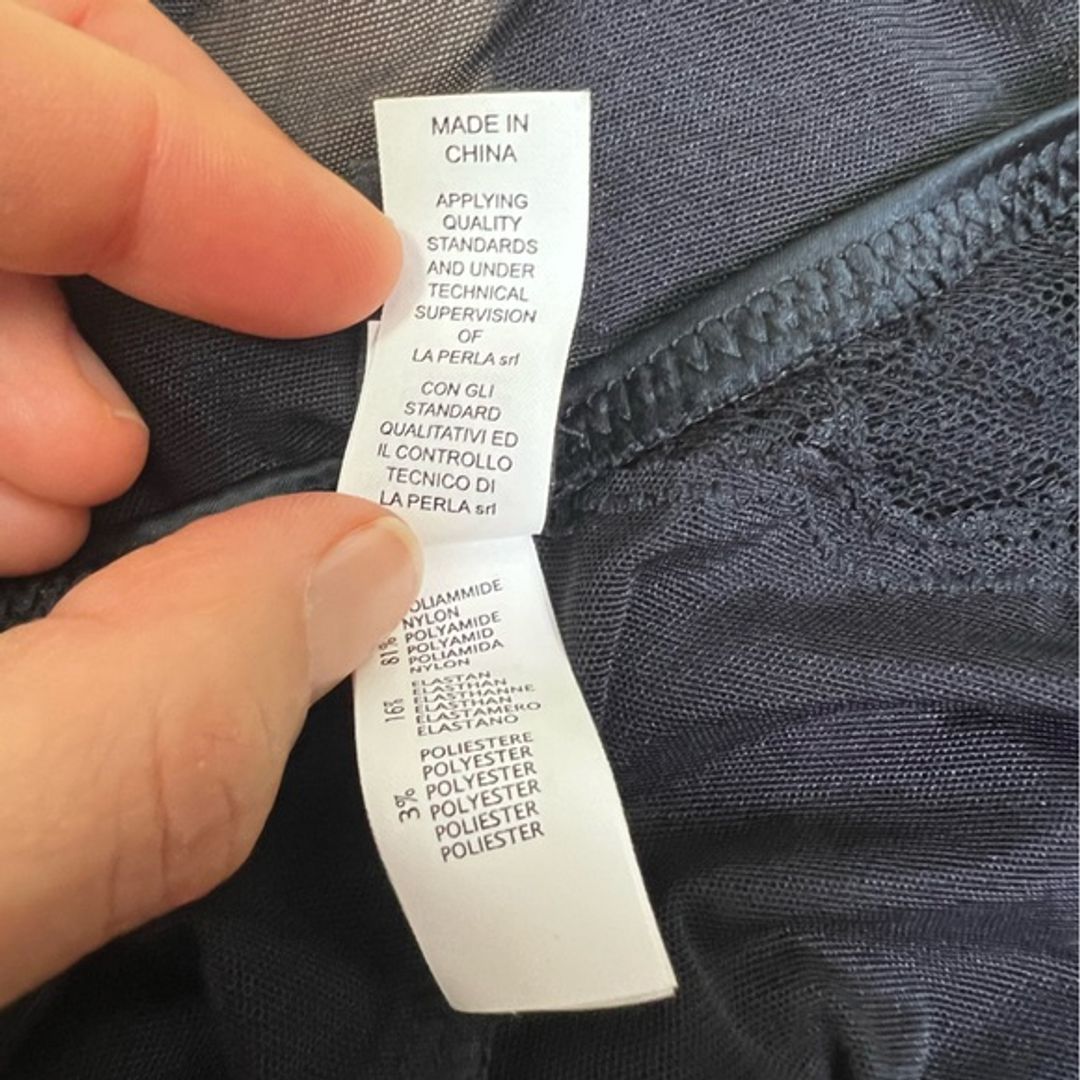 MADE IN
CHINA
APPLYING
QUALITY
STANDARDS
AND UNDER
TECHNICAL
SUPERVISION
OF
LA PERLA srl
CON GLI
STANDARD
QUALITATIVI ED
IL CONTROLLO
TECNICO DI
LA PERLA srl
OLIAMMIDE
NYLON
81% POLYAMIDE
POLYAMID
POLIAMIDA
NYLON
ELASTAN
ELASTHAN
16% ELASTHANNE
ELASTHAN
ELASTAMERO
ELASTANO
POLIESTERE
POLYESTER
3% POLYESTER
POLYESTER
POLIESTER
POLIESTER